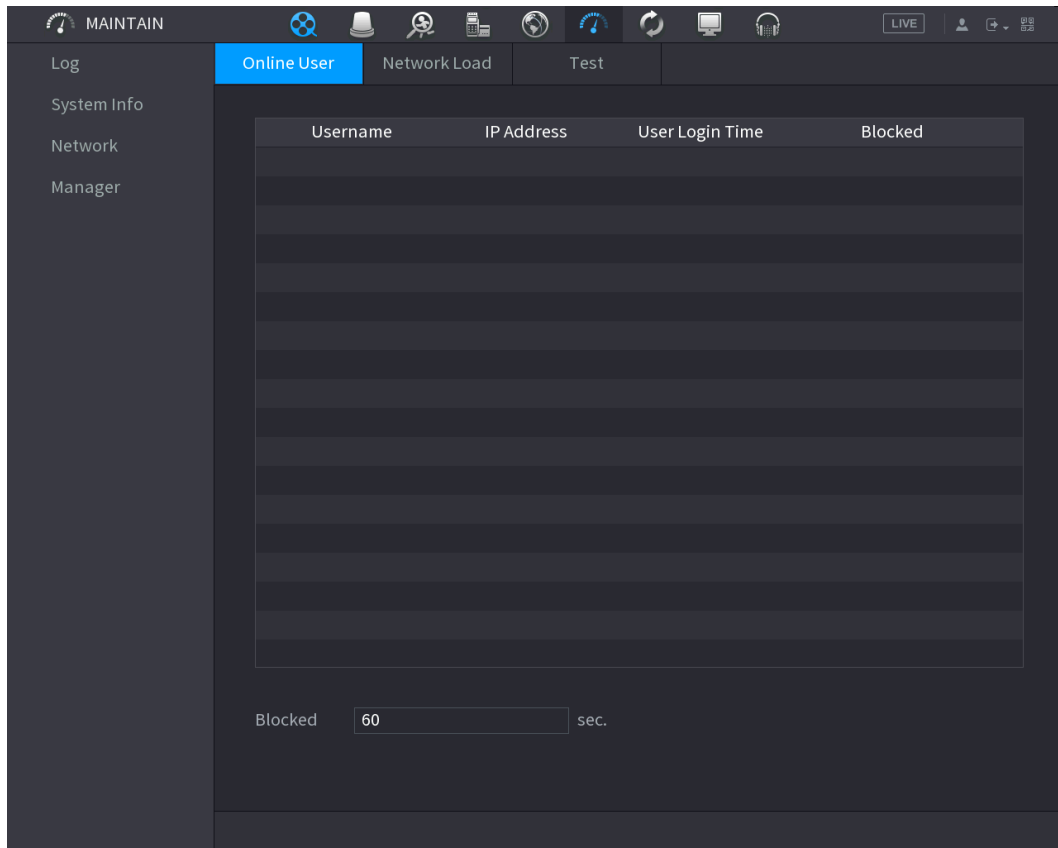 MAINTAIN
LIVE
Log
System Info
Network
Manager
Online User
Network Load
Test
Username IP Address User Login Time Blocked
Blocked 60 sec.